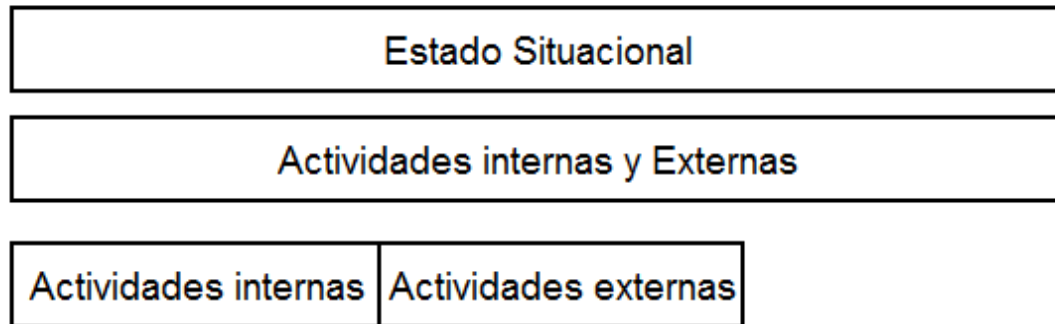 Estado Situacional
Actividades internas y Externas
Actividades internas Actividades externas